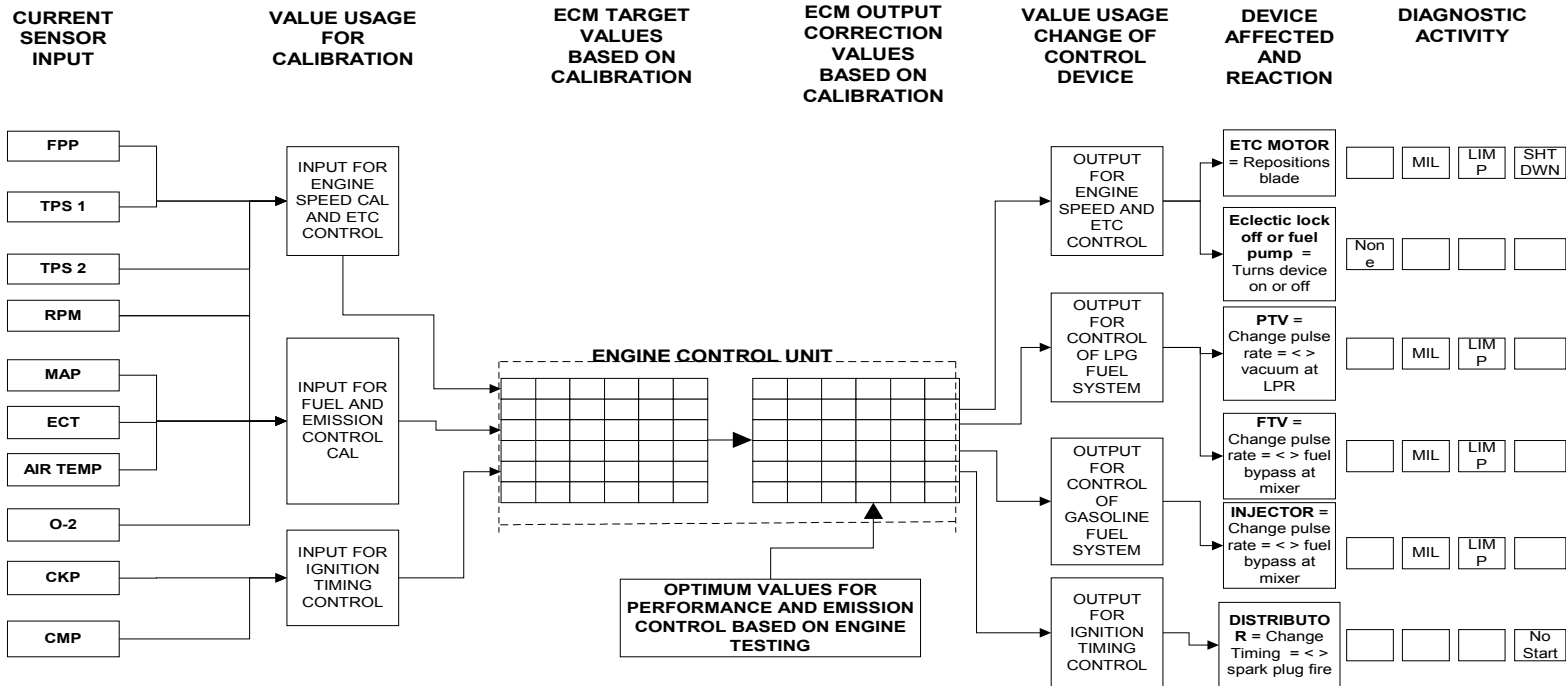 CURRENT
SENSOR
INPUT
VALUE USAGE
FOR
CALIBRATION
ECM TARGET
VALUES
BASED ON
CALIBRATION
ECM OUTPUT
CORRECTION
VALUES
BASED ON
CALIBRATION
VALUE USAGE
CHANGE OF
CONTROL
DEVICE
DEVICE
AFFECTED
AND
REACTION
DIAGNOSTIC
ACTIVITY
FPP
TPS 1
TPS 2
RPM
MAP
ECT
AIR TEMP
O-2
CKP
CMP
INPUT FOR
ENGINE
SPEED CAL
AND ETC
CONTROL
INPUT FOR
FUEL AND
EMISSION
CONTROL
CAL
INPUT FOR
IGNITION
TIMING
CONTROL
ENGINE CONTROL UNIT
OPTIMUM VALUES FOR
PERFORMANCE AND EMISSION
CONTROL BASED ON ENGINE
TESTING
OUTPUT
FOR
ENGINE
SPEED AND
ETC
CONTROL
OUTPUT
FOR
CONTROL
OF LPG
FUEL
SYSTEM
OUTPUT
FOR
CONTROL
OF
GASOLINE
FUEL
SYSTEM
OUTPUT
FOR
IGNITION
TIMING
CONTROL
ETC MOTOR
= Repositions
blade
MIL
LIM
P
SHT
DWN
Eclectic lock
off or fuel
pump =
Turns device
on or off
Non
e
PTV =
Change pulse
rate = < >
vacuum at
LPR
MIL
LIM
P
FTV =
Change pulse
rate = < > fuel
bypass at
mixer
MIL
LIM
P
INJECTOR =
Change pulse
rate = < > fuel
bypass at
mixer
MIL
LIM
P
DISTRIBUTO
R = Change
Timing = < >
spark plug fire
No
Start